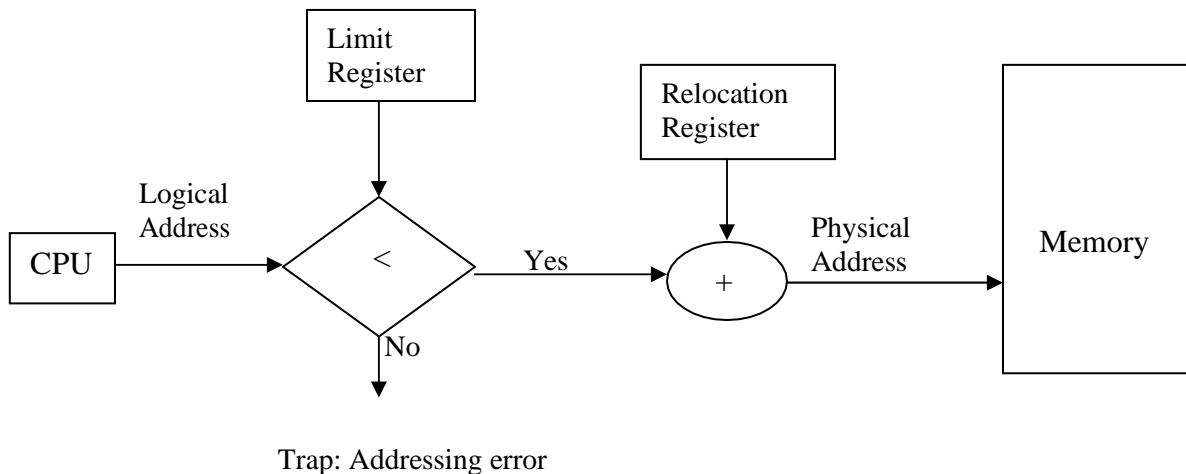 Limit
Register
Relocation
Register
Logical
Address
CPU
<
Yes
+
Physical
Address
Memory
No
Trap: Addressing error